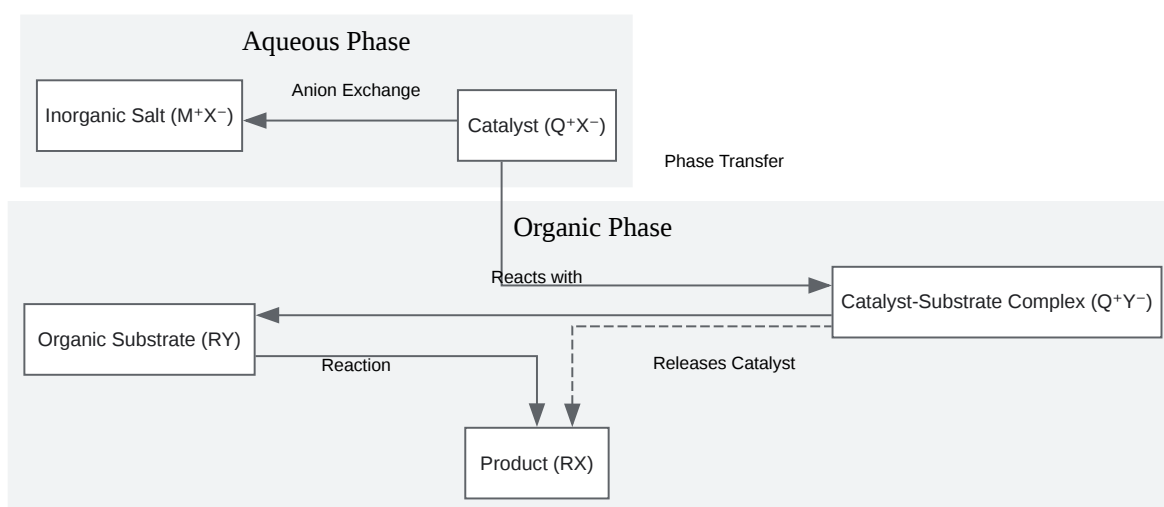 Aqueous Phase
Anion Exchange
Inorganic Salt (M⁺X⁻)
Catalyst (Q⁺X⁻)
Phase Transfer
Organic Phase
Reacts with
Catalyst-Substrate Complex (Q⁺Y⁻)
Organic Substrate (RY)
Reaction
Releases Catalyst
Product (RX)